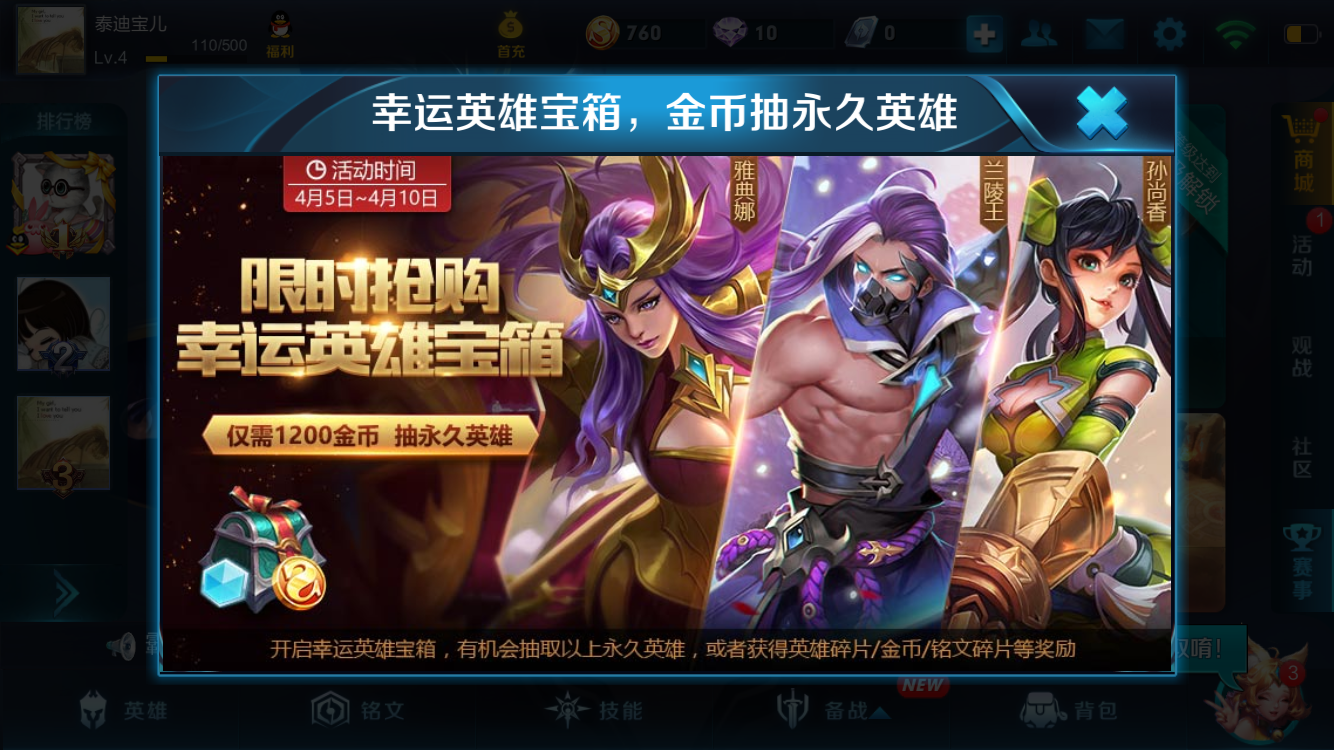 泰迪宝儿
Lv.4
110/500
福利
首充
760
10
0
排行榜
幸运英雄宝箱，金币抽永久英雄
活动时间
4月5日~4月10日
雅典娜
兰陵王
孙尚香
限时抢购
幸运英雄宝箱
仅需1200金币 抽永久英雄
开启幸运英雄宝箱，有机会抽取以上永久英雄，或者获得英雄碎片/金币/铭文碎片等奖励
1
2
3
商城
1
活动
观战
社区
赛事
3
NEW
英雄
铭文
技能
备战
背包